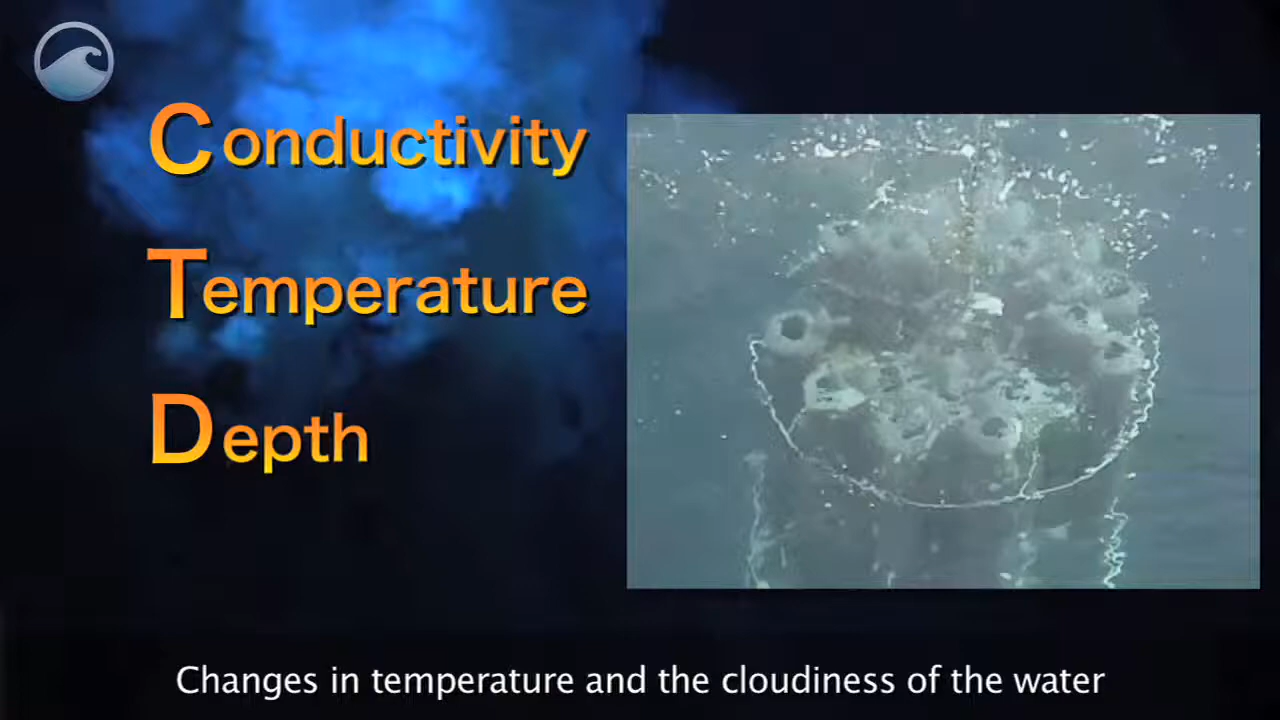 Conductivity
Temperature
Depth
Changes in temperature and the cloudiness of the water